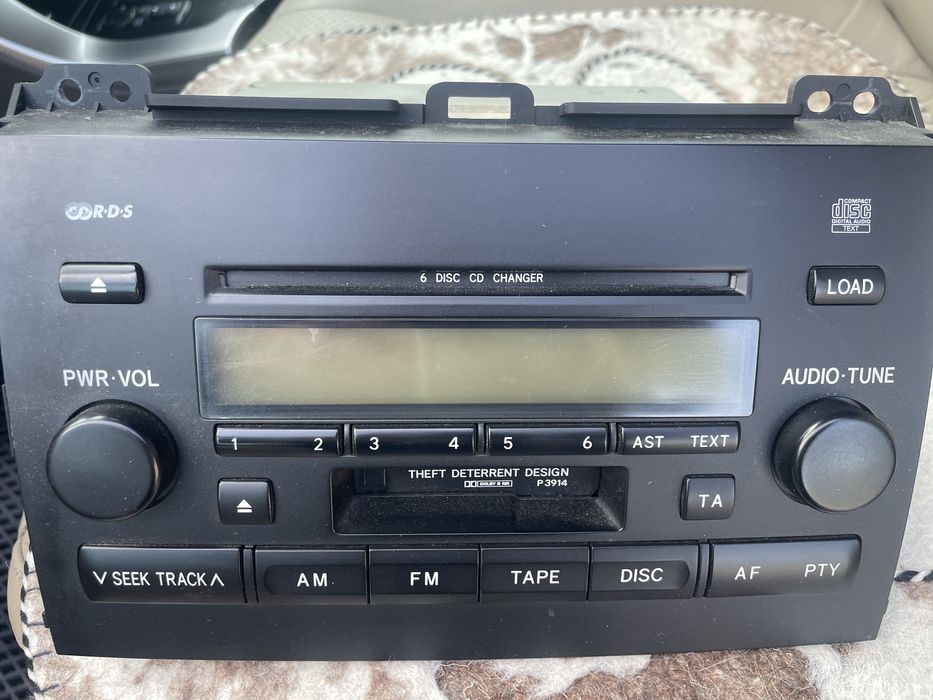 R·D·S
COMPACT
disc
DIGITAL AUDIO
TEXT
6 DISC CD CHANGER
LOAD
PWR·VOL
AUDIO·TUNE
1 2 3 4 5 6 AST TEXT
THEFT DETERRENT DESIGN
DOLBY B NR P3914
TA
∨ SEEK TRACK ∧ AM FM TAPE DISC AF PTY